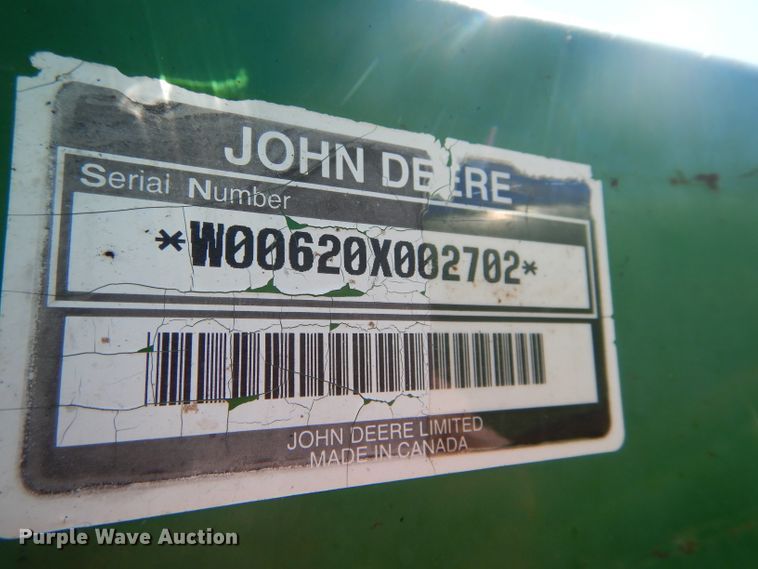 JOHN DEERE
Serial Number
*W00620X002702*
JOHN DEERE LIMITED
MADE IN CANADA
Purple Wave Auction